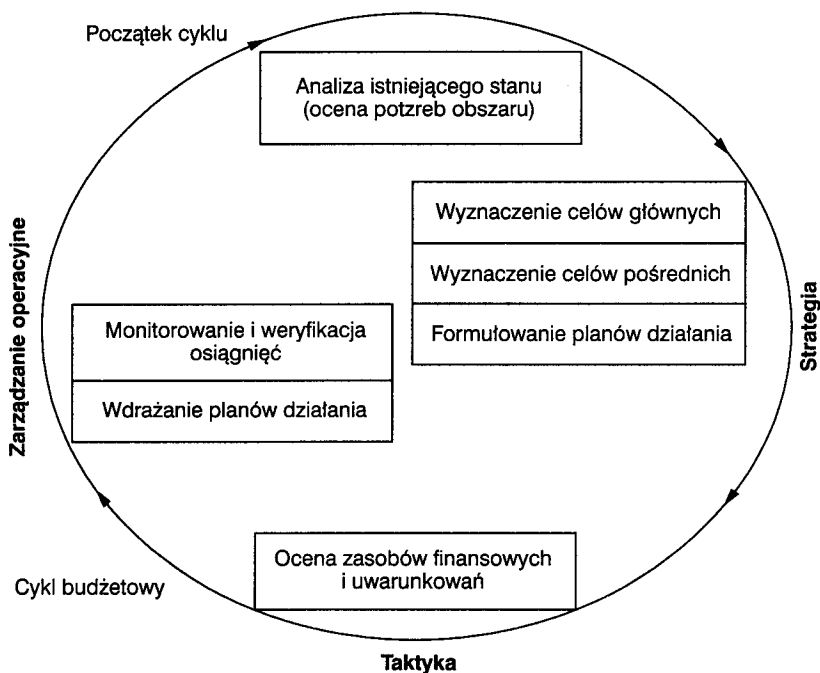 Początek cyklu
Analiza istniejącego stanu
(ocena potzreb obszaru)
Wyznaczenie celów głównych
Wyznaczenie celów pośrednich
Formułowanie planów działania
Strategia
Zarządzanie operacyjne
Monitorowanie i weryfikacja
osiągnięć
Wdrażanie planów działania
Ocena zasobów finansowych
i uwarunkowań
Cykl budżetowy
Taktyka